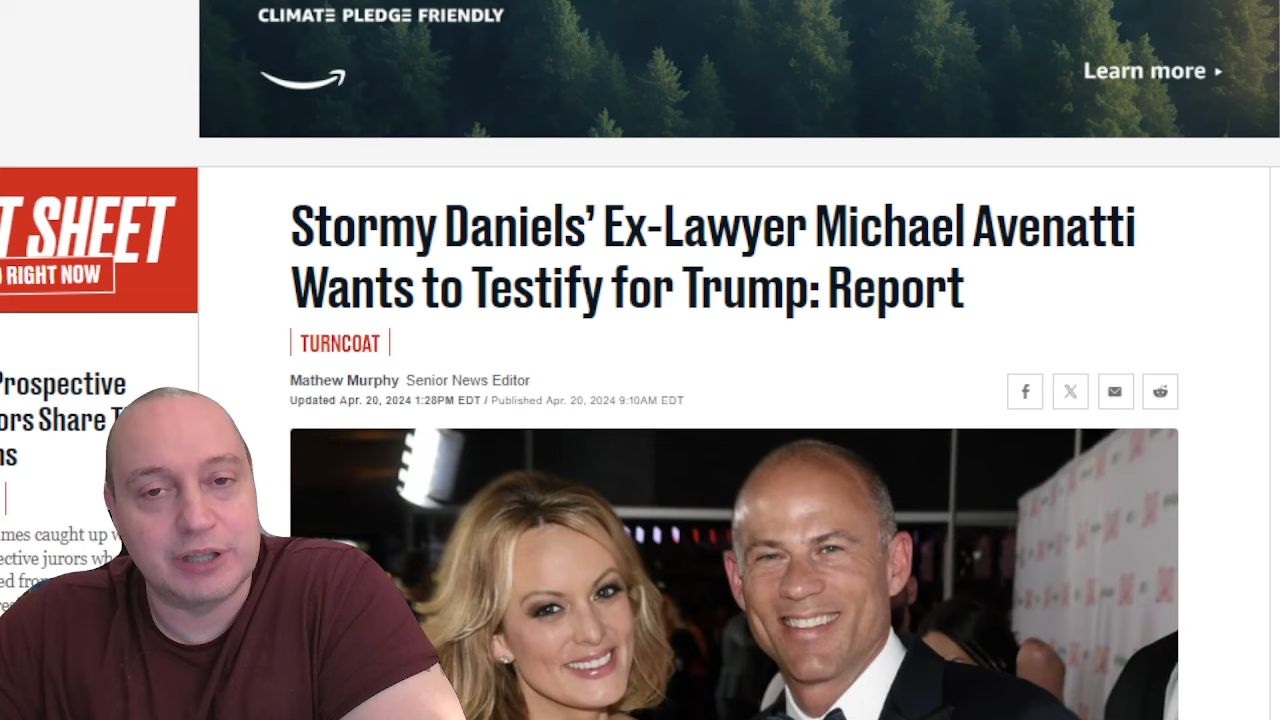 CLIMATE PLEDGE FRIENDLY
Learn more
T SHEET
RIGHT NOW
Stormy Daniels' Ex-Lawyer Michael Avenatti
Wants to Testify for Trump: Report
TURNCOAT
Mathew Murphy Senior News Editor
Updated Apr. 20, 2024 1:28PM EDT / Published Apr. 20, 2024 9:10AM EDT
Prospective
ors Share T
ns
mes caught up w
ective jurors wh
ed from